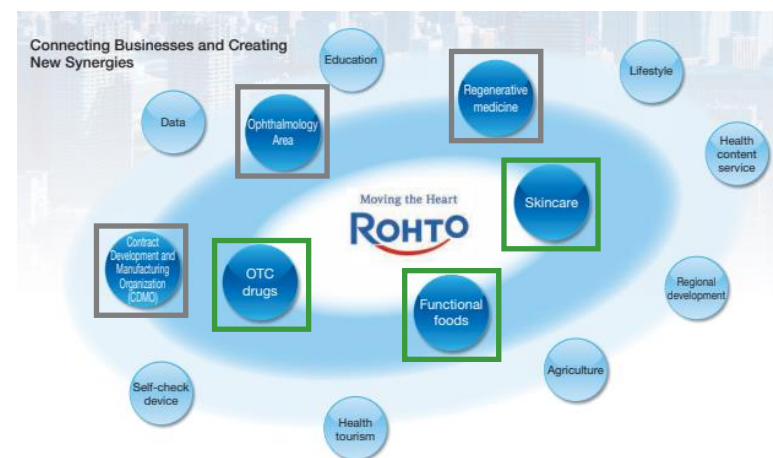 Connecting Businesses and Creating
New Synergies
Education
Lifestyle
Regenerative
medicine
Data
Ophthalmology
Area
Health
content
service
Moving the Heart
ROHTO
Skincare
Contract
Development and
Manufacturing
Organization
(CDMO)
OTC
drugs
Functional
foods
Regional
development
Agriculture
Self-check
device
Health
tourism